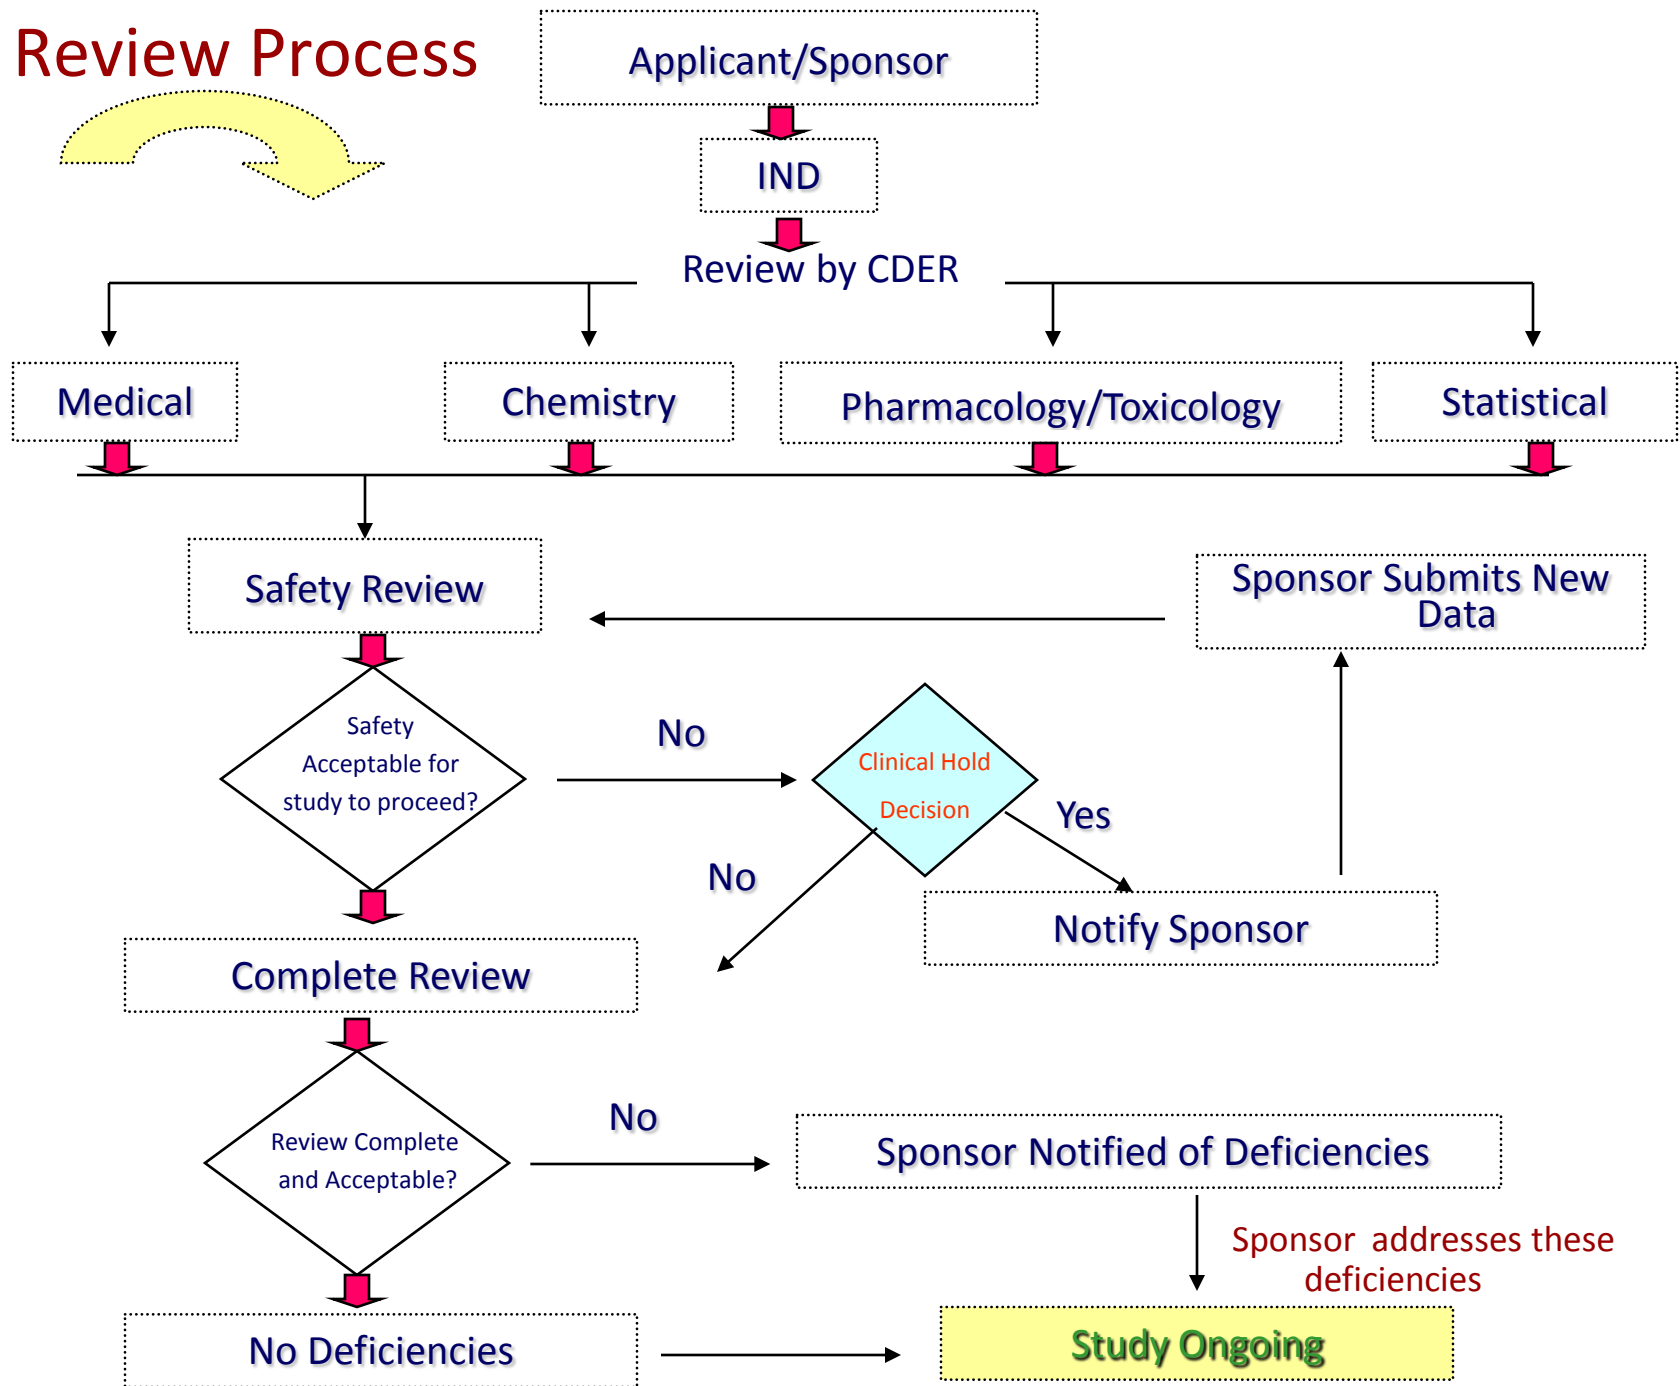 Review Process
Applicant/Sponsor
IND
Review by CDER
Medical
Chemistry
Pharmacology/Toxicology
Statistical
Safety Review
Sponsor Submits New
Data
Safety
Acceptable for
study to proceed?
No
Clinical Hold
Decision
Yes
No
Notify Sponsor
Complete Review
Review Complete
and Acceptable?
No
Sponsor Notified of Deficiencies
Sponsor addresses these
deficiencies
No Deficiencies
Study Ongoing